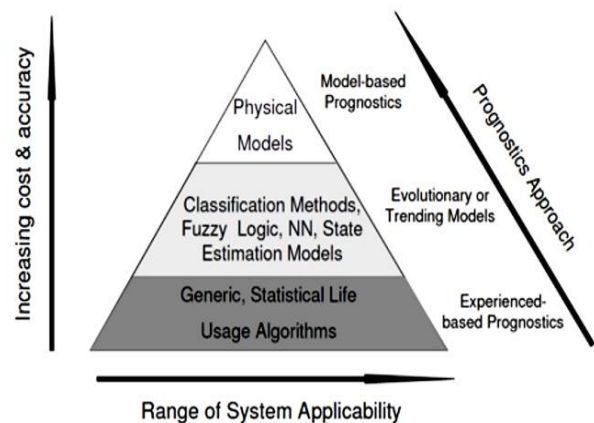 Increasing cost & accuracy
Physical
Models
Classification Methods,
Fuzzy Logic, NN, State
Estimation Models
Generic, Statistical Life
Usage Algorithms
Model-based
Prognostics
Evolutionary or
Trending Models
Experienced-
based Prognostics
Prognostics Approach
Range of System Applicability